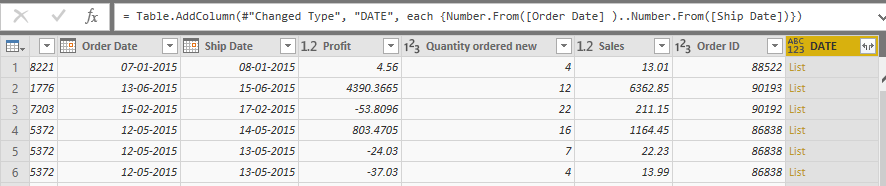 fx = Table.AddColumn(#"Changed Type", "DATE", each {Number.From([Order Date] )..Number.From([Ship Date])})
Order Date Ship Date 1.2 Profit 123 Quantity ordered new 1.2 Sales 123 Order ID ABC 123 DATE
1 8221 07-01-2015 08-01-2015 4.56 4 13.01 88522 List
2 1776 13-06-2015 15-06-2015 4390.3665 12 6362.85 90193 List
3 7203 15-02-2015 17-02-2015 -53.8096 22 211.15 90192 List
4 5372 12-05-2015 14-05-2015 803.4705 16 1164.45 86838 List
5 5372 12-05-2015 13-05-2015 -24.03 7 22.23 86838 List
6 5372 12-05-2015 13-05-2015 -37.03 4 13.99 86838 List